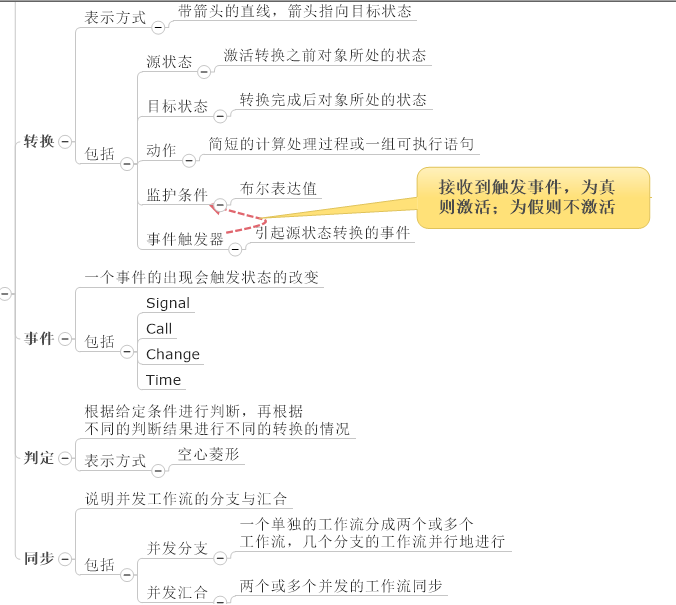 转换
表示方式
带箭头的直线，箭头指向目标状态
包括
源状态
激活转换之前对象所处的状态
目标状态
转换完成后对象所处的状态
动作
简短的计算处理过程或一组可执行语句
监护条件
布尔表达值
事件触发器
引起源状态转换的事件
接收到触发事件，为真
则激活；为假则不激活
事件
一个事件的出现会触发状态的改变
包括
Signal
Call
Change
Time
判定
根据给定条件进行判断，再根据
不同的判断结果进行不同的转换的情况
表示方式
空心菱形
同步
说明并发工作流的分支与汇合
包括
并发分支
一个单独的工作流分成两个或多个
工作流，几个分支的工作流并行地进行
并发汇合
两个或多个并发的工作流同步